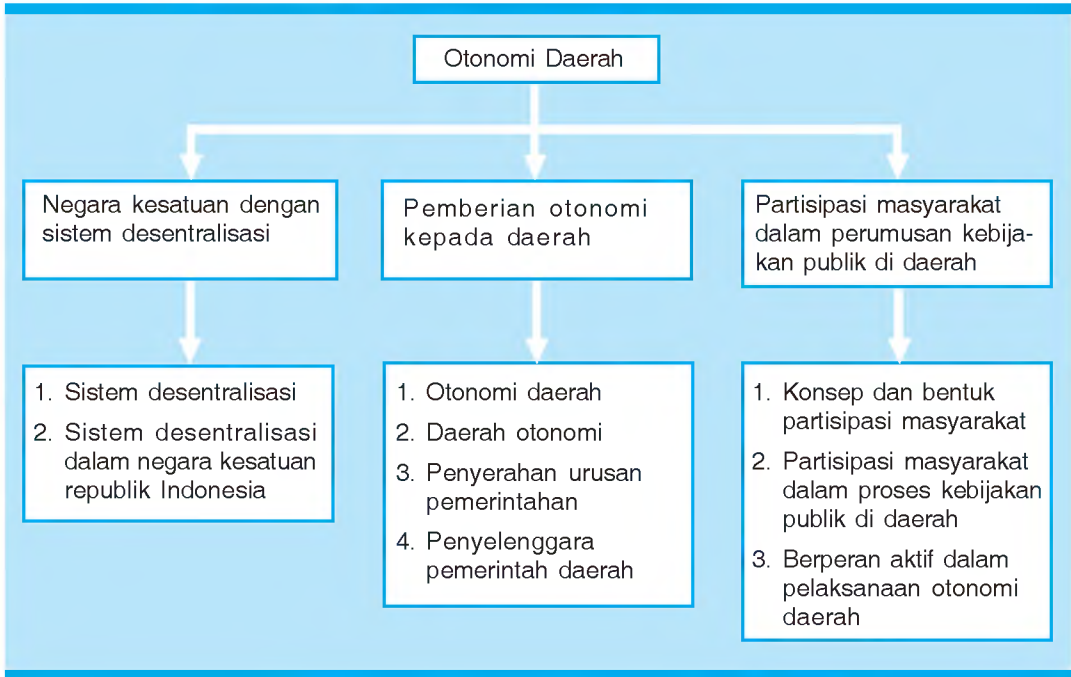 Otonomi Daerah
Negara kesatuan dengan
sistem desentralisasi
Pemberian otonomi
kepada daerah
Partisipasi masyarakat
dalam perumusan kebija-
kan publik di daerah
1. Sistem desentralisasi
2. Sistem desentralisasi
dalam negara kesatuan
republik Indonesia
1. Otonomi daerah
2. Daerah otonomi
3. Penyerahan urusan
pemerintahan
4. Penyelenggara
pemerintah daerah
1. Konsep dan bentuk
partisipasi masyarakat
2. Partisipasi masyarakat
dalam proses kebijakan
publik di daerah
3. Berperan aktif dalam
pelaksanaan otonomi
daerah